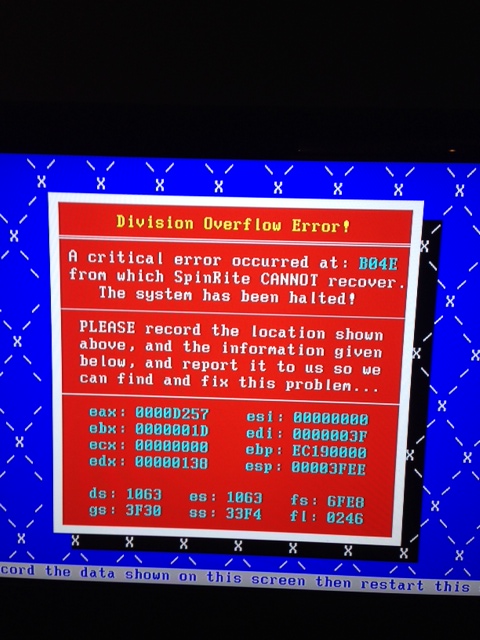 Division Overflow Error!
A critical error occurred at: B04E
from which SpinRite CANNOT recover.
The system has been halted!
PLEASE record the location shown
above, and the information given
below, and report it to us so we
can find and fix this problem...
eax: 0000D257 esi: 00000000
ebx: 0000001D edi: 0000003F
ecx: 00000000 ebp: EC190000
edx: 00000138 esp: 00003FEE
ds: 1063 es: 1063 fs: 6FE8
gs: 3F30 ss: 33F4 fl: 0246
cord the data shown on this screen then restart this